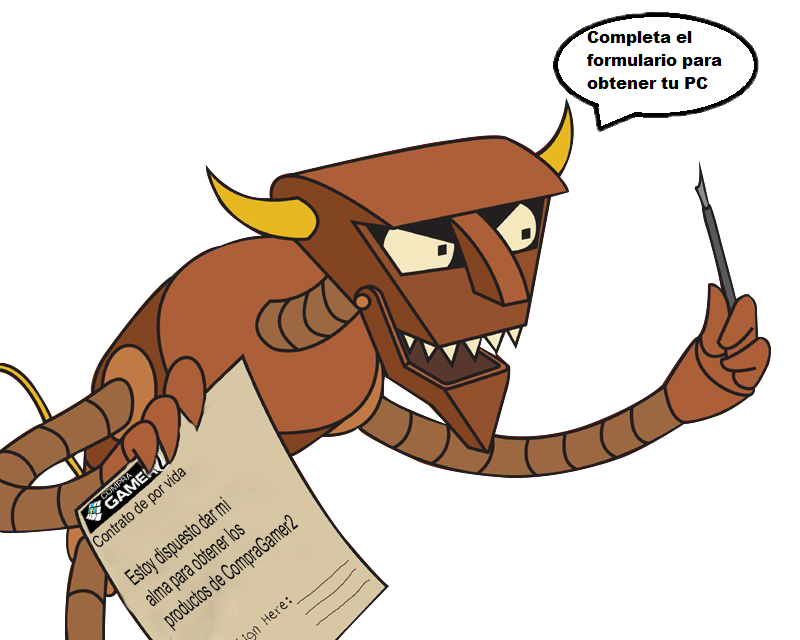 Completa el
formulario para
obtener tu PC
COMPRA
GAMER
Contrato de por vida
Estoy dispuesto dar mi
alma para obtener los
productos de CompraGamer2
Here: